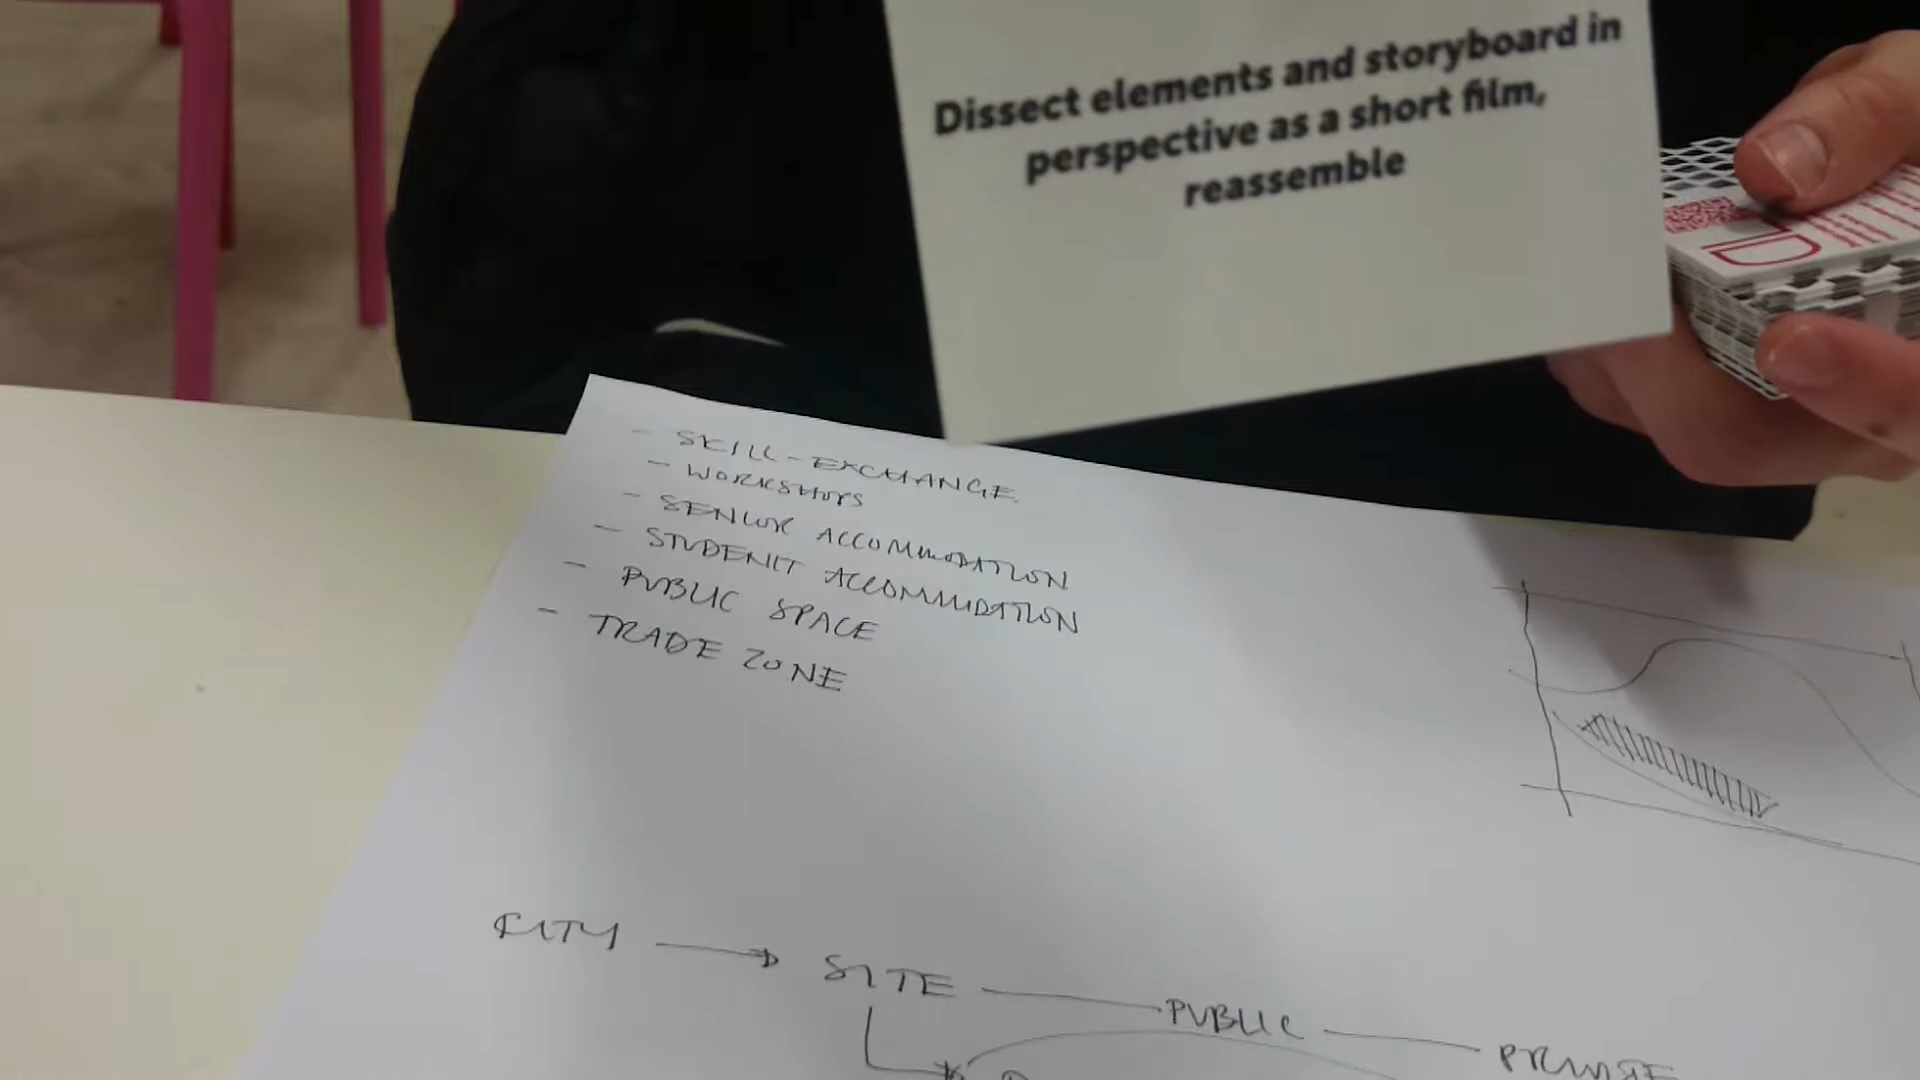 Dissect elements and storyboard in
perspective as a short film,
reassemble
- SKILL-EXCHANGE
- WORKSHOPS
- SENIOR ACCOMMODATION
- STUDENT ACCOMMODATION
- PUBLIC SPACE
- TRADE ZONE
CITY → SITE — PUBLIC — PRIVATE